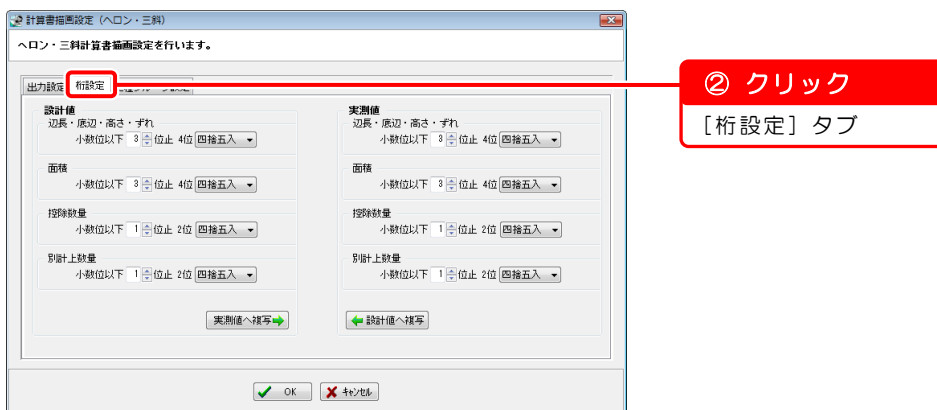 計算書描画設定（ヘロン・三斜）
ヘロン・三斜計算書描画設定を行います。
出力設定 桁設定
設計値
辺長・底辺・高さ・ずれ
小数位以下 3 位止 4位 四捨五入
面積
小数位以下 3 位止 4位 四捨五入
控除数量
小数位以下 1 位止 2位 四捨五入
別計上数量
小数位以下 1 位止 2位 四捨五入
実測値へ複写
実測値
辺長・底辺・高さ・ずれ
小数位以下 3 位止 4位 四捨五入
面積
小数位以下 3 位止 4位 四捨五入
控除数量
小数位以下 1 位止 2位 四捨五入
別計上数量
小数位以下 1 位止 2位 四捨五入
設計値へ複写
OK キャンセル
② クリック
［桁設定］タブ